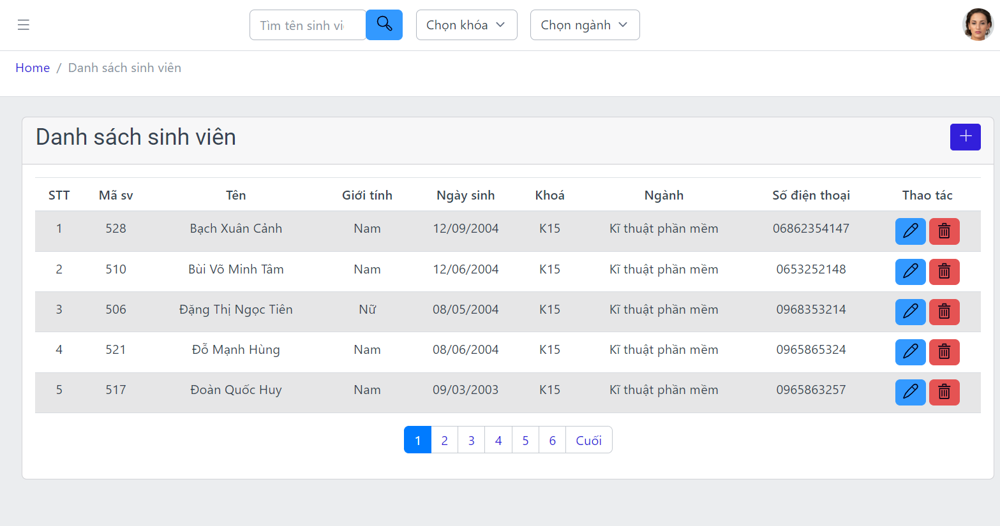 Tìm tên sinh vi Chọn khóa Chọn ngành
Home / Danh sách sinh viên
Danh sách sinh viên
STT Mã sv Tên Giới tính Ngày sinh Khoá Ngành Số điện thoại Thao tác
1 528 Bạch Xuân Cảnh Nam 12/09/2004 K15 Kĩ thuật phần mềm 06862354147
2 510 Bùi Võ Minh Tâm Nam 12/06/2004 K15 Kĩ thuật phần mềm 0653252148
3 506 Đặng Thị Ngọc Tiên Nữ 08/05/2004 K15 Kĩ thuật phần mềm 0968353214
4 521 Đỗ Mạnh Hùng Nam 08/06/2004 K15 Kĩ thuật phần mềm 0965865324
5 517 Đoàn Quốc Huy Nam 09/03/2003 K15 Kĩ thuật phần mềm 0965863257
1 2 3 4 5 6 Cuối